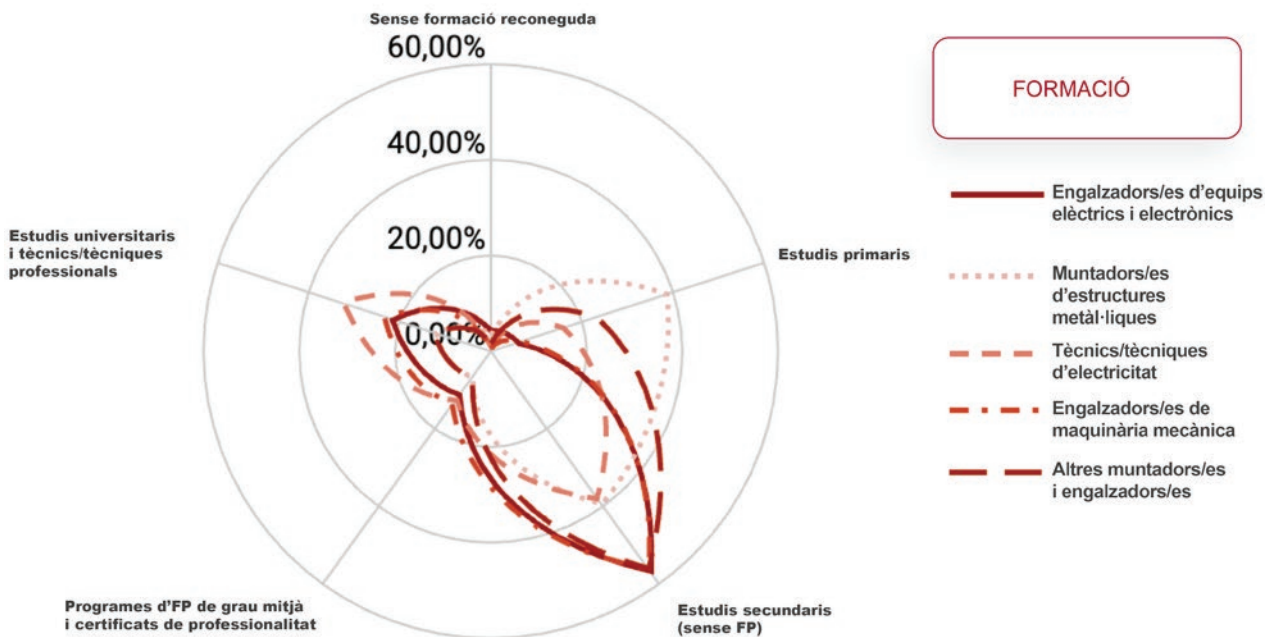 Sense formació reconeguda
60,00%
40,00%
20,00%
0,00%
Estudis primaris
Estudis secundaris
(sense FP)
Programes d’FP de grau mitjà
i certificats de professionalitat
Estudis universitaris
i tècnics/tècniques
professionals
FORMACIÓ
Engalzadors/es d’equips
elèctrics i electrònics
Muntadors/es
d’estructures
metàl·liques
Tècnics/tècniques
d’electricitat
Engalzadors/es de
maquinària mecànica
Altres muntadors/es
i engalzadors/es